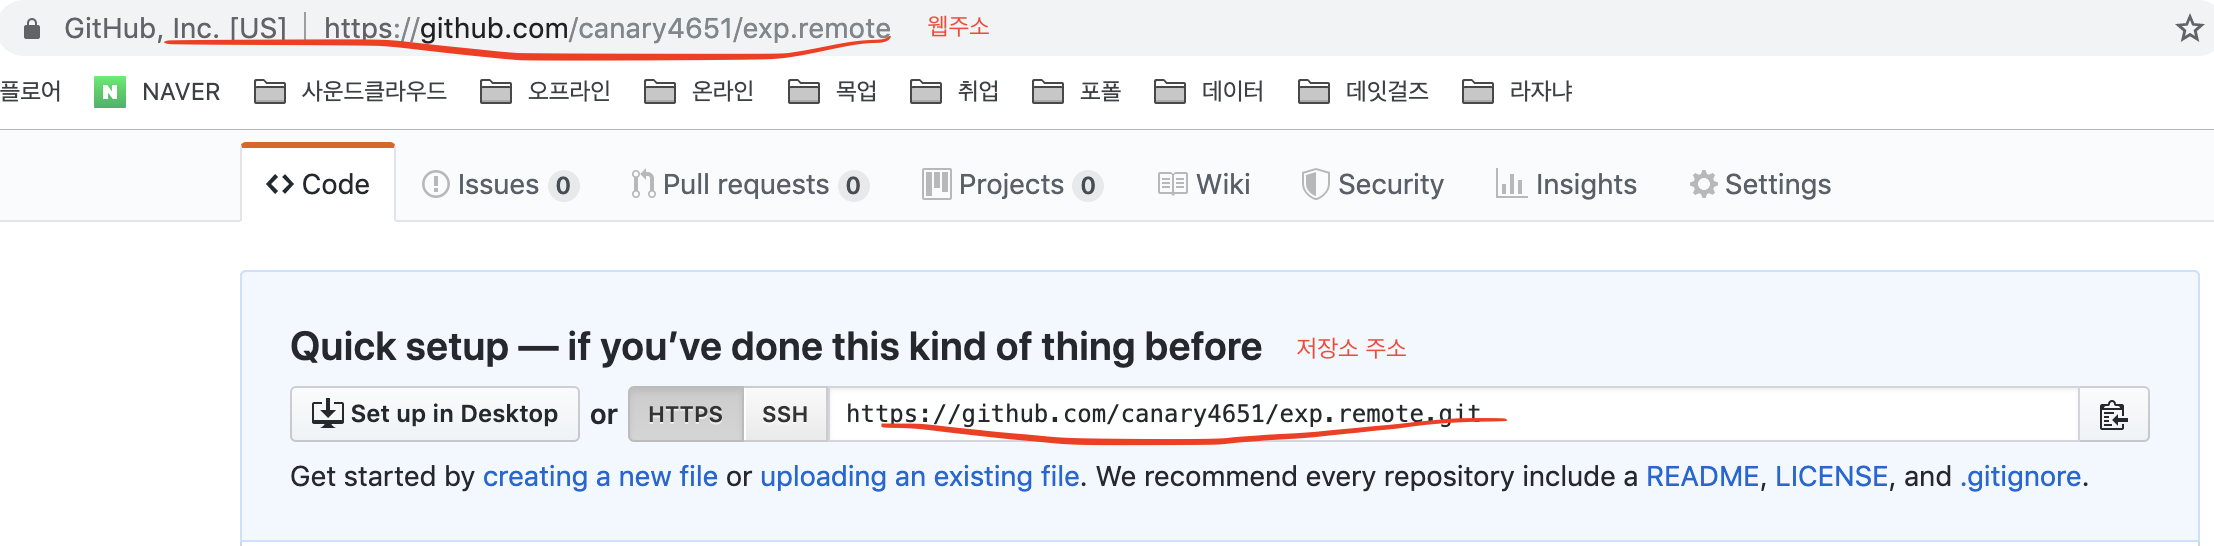 GitHub, Inc. [US] | https://github.com/canary4651/exp.remote 웹주소
플로어 N NAVER 사운드클라우드 오프라인 온라인 목업 취업 포폴 데이터 데잇걸즈 라자냐
<> Code Issues 0 Pull requests 0 Projects 0 Wiki Security Insights Settings
Quick setup — if you’ve done this kind of thing before 저장소 주소
Set up in Desktop or HTTPS SSH https://github.com/canary4651/exp.remote.git
Get started by creating a new file or uploading an existing file. We recommend every repository include a README, LICENSE, and .gitignore.